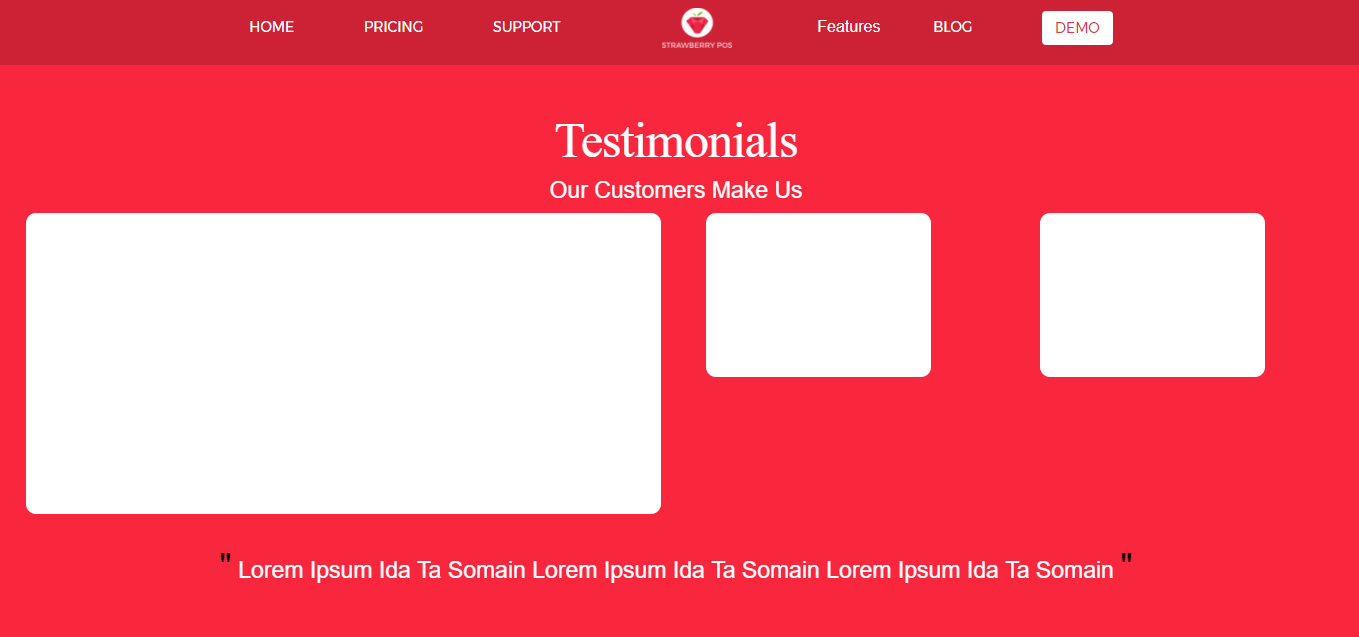 HOME PRICING SUPPORT STRAWBERRY POS Features BLOG DEMO
Testimonials
Our Customers Make Us
" Lorem Ipsum Ida Ta Somain Lorem Ipsum Ida Ta Somain Lorem Ipsum Ida Ta Somain "